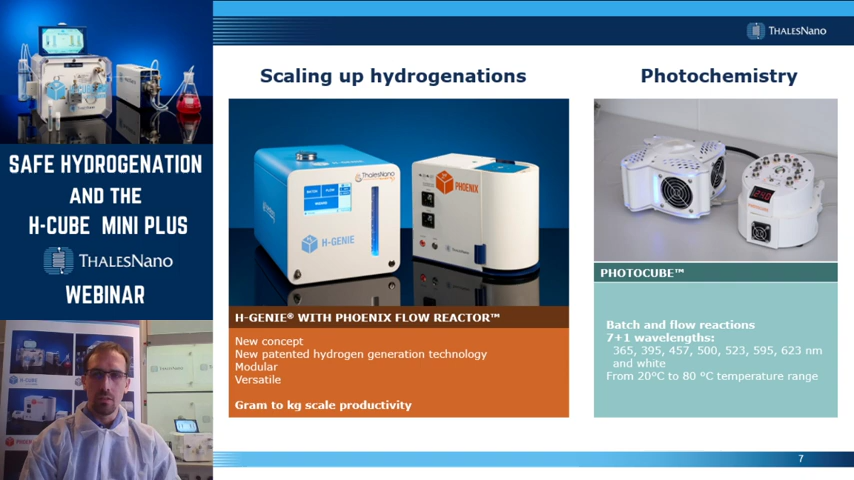 SAFE HYDROGENATION
AND THE
H-CUBE MINI PLUS
THALESNANO
WEBINAR
H-CUBE
PHOENIX
THALESNANO
Scaling up hydrogenations
Photochemistry
ThalesNano
H-GENIE
PHOENIX
H-GENIE® WITH PHOENIX FLOW REACTOR™
New concept
New patented hydrogen generation technology
Modular
Versatile
Gram to kg scale productivity
PHOTOCUBE™
Batch and flow reactions
7+1 wavelengths:
365, 395, 457, 500, 523, 595, 623 nm
and white
From 20°C to 80 °C temperature range
7